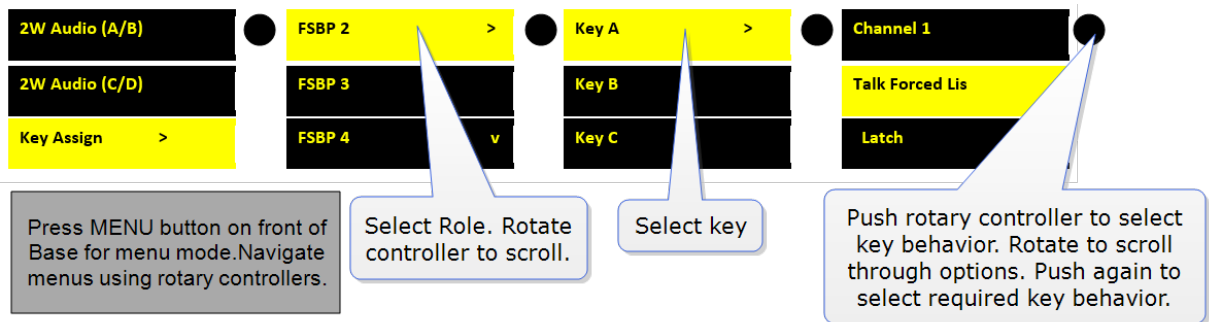 2W Audio (A/B)
2W Audio (C/D)
Key Assign >
FSBP 2 >
FSBP 3
FSBP 4 v
Key A >
Key B
Key C
Channel 1
Talk Forced Lis
Latch
Press MENU button on front of
Base for menu mode.Navigate
menus using rotary controllers.
Select Role. Rotate
controller to scroll.
Select key
Push rotary controller to select
key behavior. Rotate to scroll
through options. Push again to
select required key behavior.